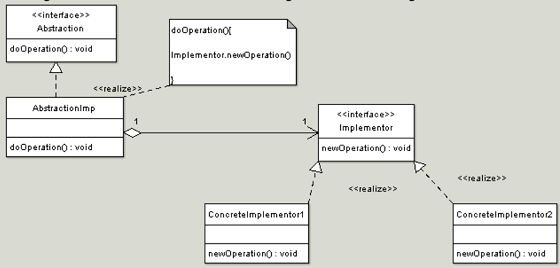 <<interface>>
Abstraction
doOperation() : void
doOperation(){
Implementor.newOperation()
}
<<realize>>
AbstractionImp
doOperation() : void
1
1
<<interface>>
Implementor
newOperation() : void
<<realize>>
<<realize>>
ConcreteImplementor1
newOperation() : void
ConcreteImplementor2
newOperation() : void